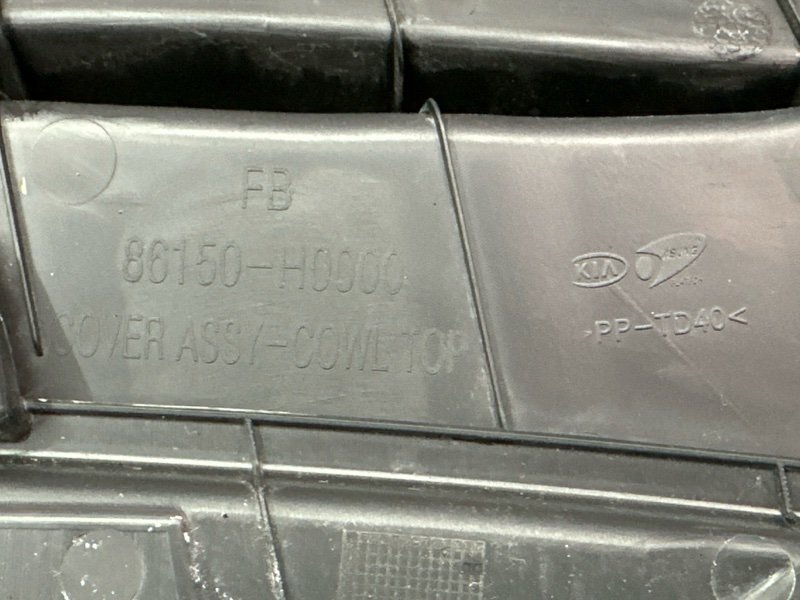 FB
86150-H0000
COVER ASSY-COWL TOP
KIA
>PP-TD40<